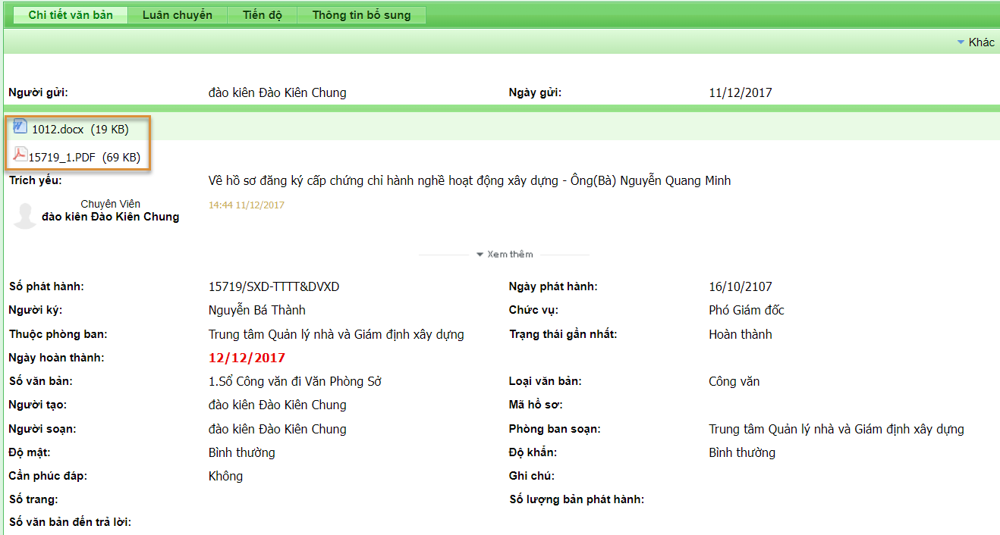 Chi tiết văn bản Luân chuyển Tiến độ Thông tin bổ sung
Khác
Người gửi: đào kiên Đào Kiên Chung Ngày gửi: 11/12/2017
1012.docx (19 KB)
15719_1.PDF (69 KB)
Trích yếu: Về hồ sơ đăng ký cấp chứng chỉ hành nghề hoạt động xây dựng - Ông(Bà) Nguyễn Quang Minh
Chuyên Viên
đào kiên Đào Kiên Chung 14:44 11/12/2017
Xem thêm
Số phát hành: 15719/SXD-TTTT&DVXD Ngày phát hành: 16/10/2107
Người ký: Nguyễn Bá Thành Chức vụ: Phó Giám đốc
Thuộc phòng ban: Trung tâm Quản lý nhà và Giám định xây dựng Trạng thái gần nhất: Hoàn thành
Ngày hoàn thành: 12/12/2017
Số văn bản: 1.Sổ Công văn đi Văn Phòng Sở Loại văn bản: Công văn
Người tạo: đào kiên Đào Kiên Chung Mã hồ sơ:
Người soạn: đào kiên Đào Kiên Chung Phòng ban soạn: Trung tâm Quản lý nhà và Giám định xây dựng
Độ mật: Bình thường Độ khẩn: Bình thường
Cần phúc đáp: Không Ghi chú:
Số trang: Số lượng bản phát hành:
Số văn bản đến trả lời: